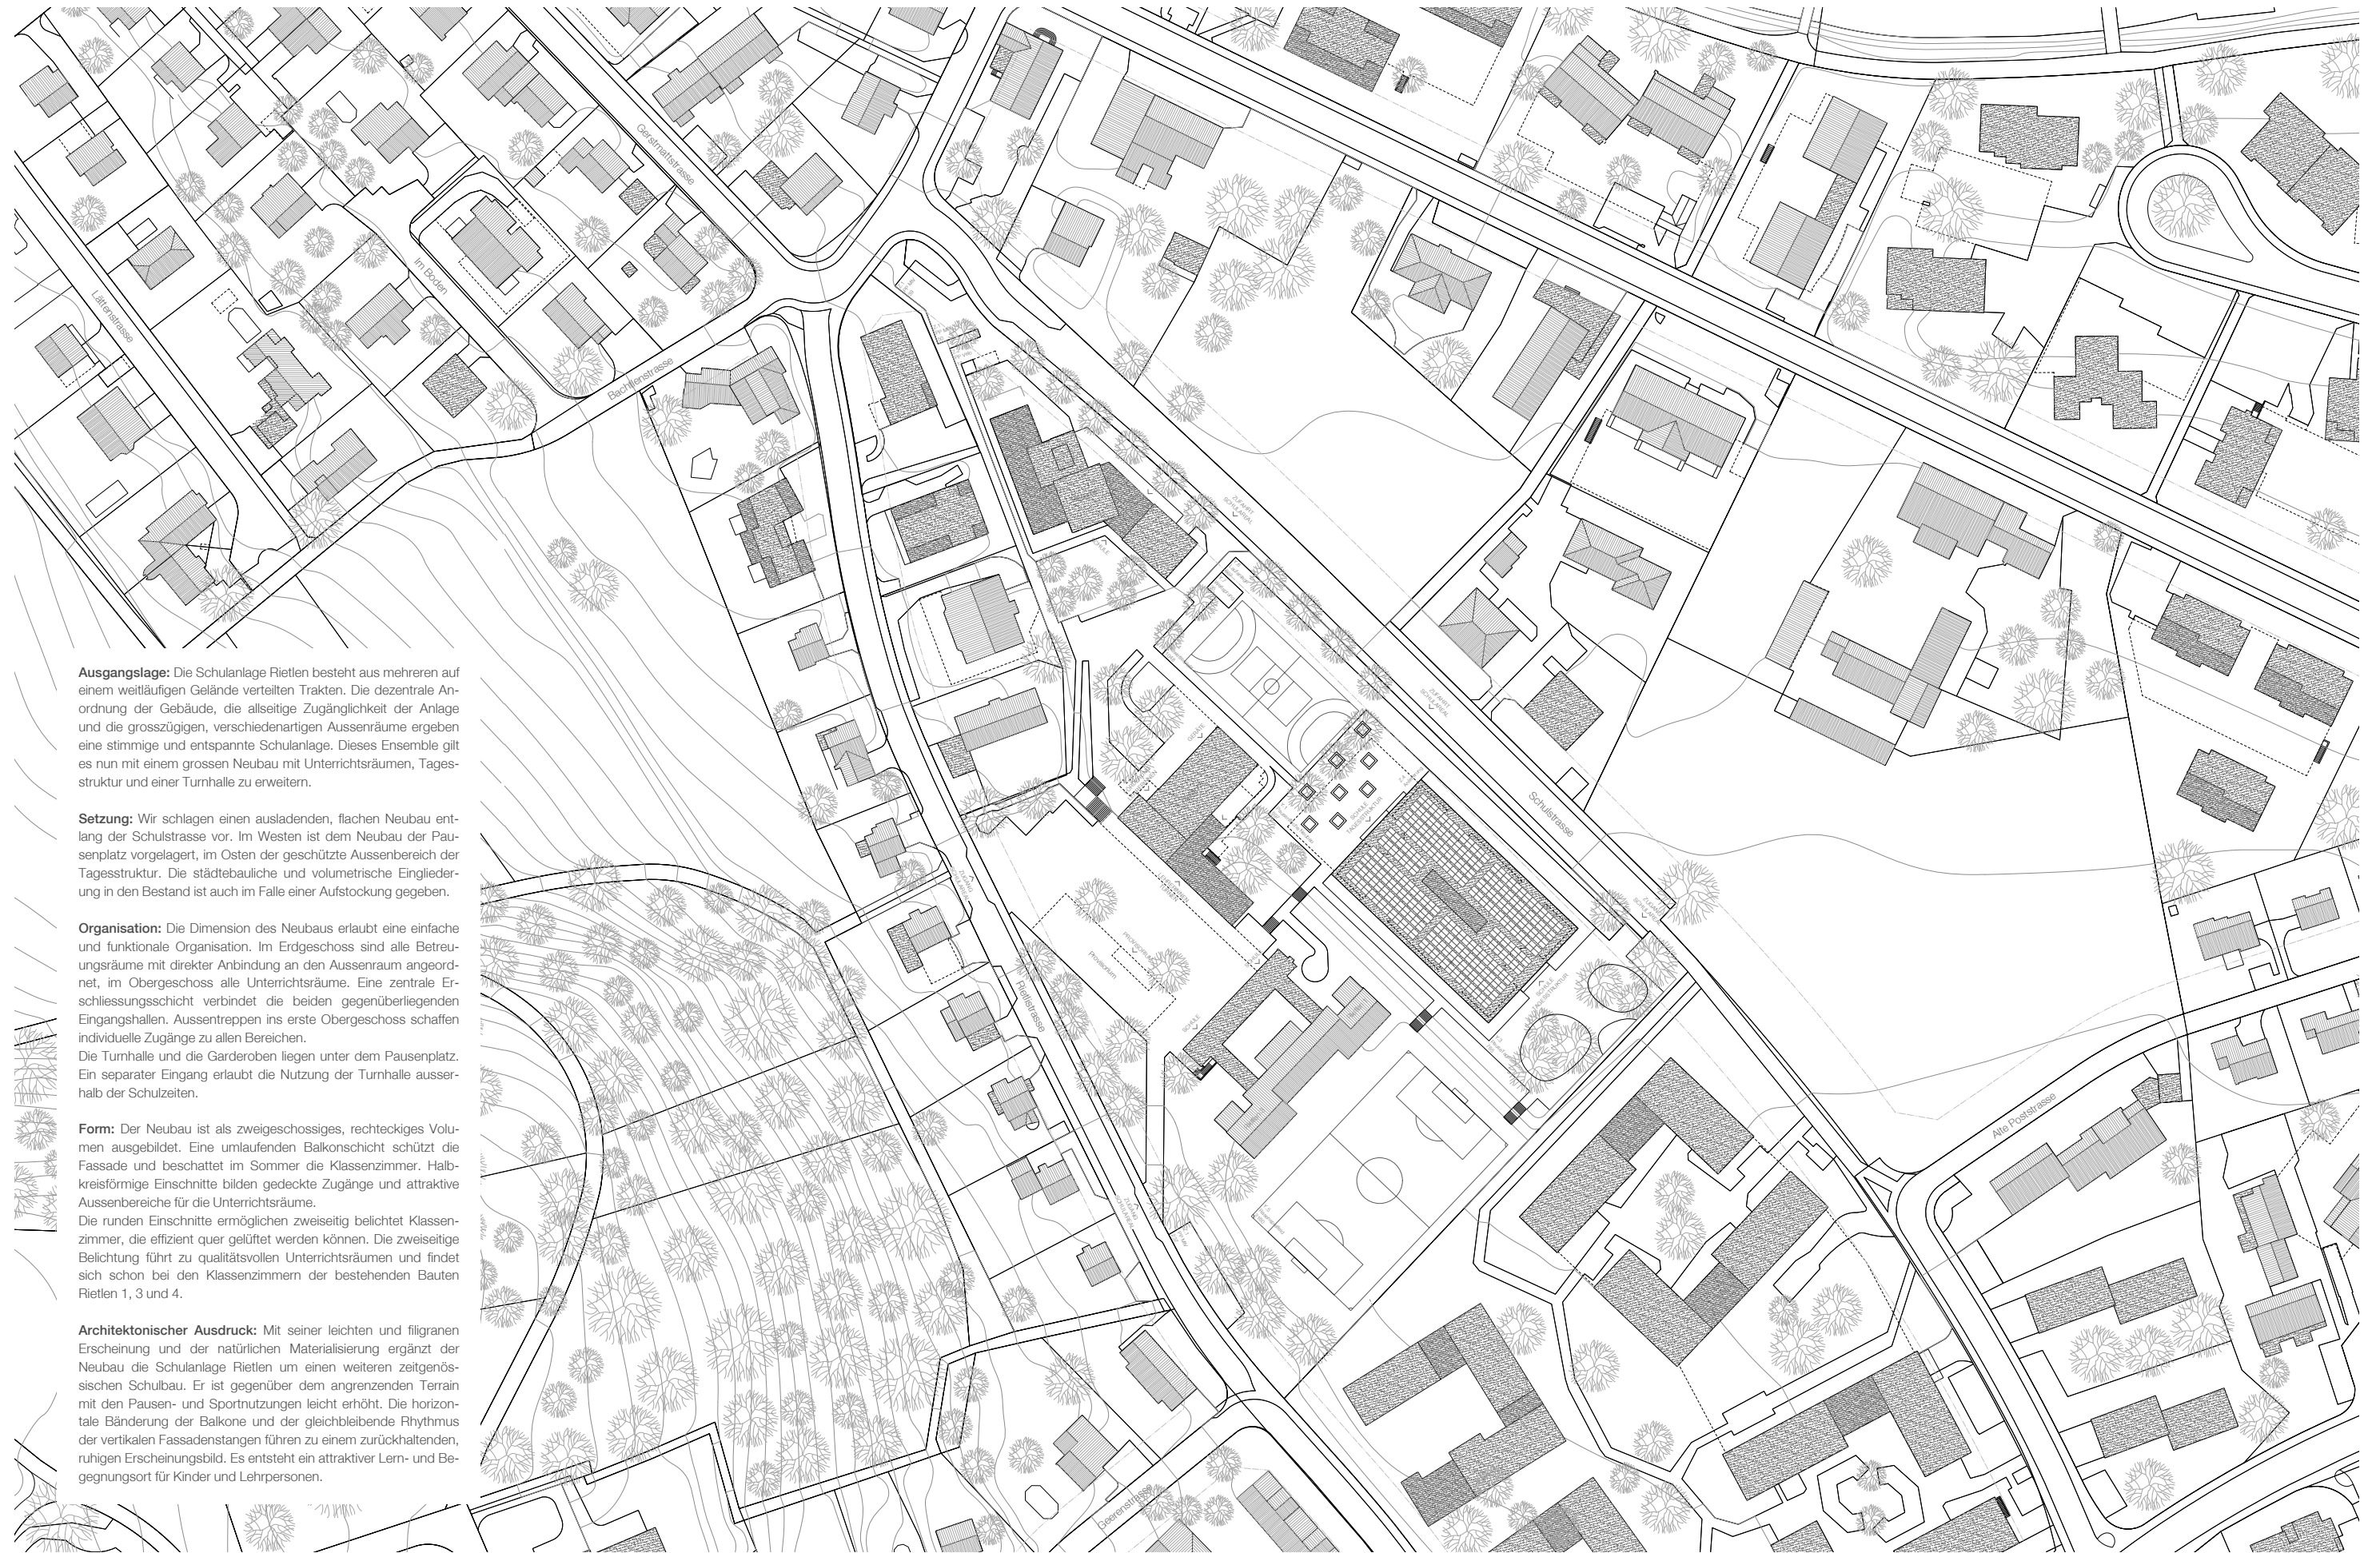 Gerstmattstrasse
Lättenstrasse
Im Boden
Bachtlenstrasse
Ausgangslage: Die Schulanlage Rietlen besteht aus mehreren auf
einem weitläufigen Gelände verteilten Trakten. Die dezentrale An-
ordnung der Gebäude, die allseitige Zugänglichkeit der Anlage
und die grosszügigen, verschiedenartigen Aussenräume ergeben
eine stimmige und entspannte Schulanlage. Dieses Ensemble gilt
es nun mit einem grossen Neubau mit Unterrichtsräumen, Tages-
struktur und einer Turnhalle zu erweitern.
Setzung: Wir schlagen einen ausladenden, flachen Neubau ent-
lang der Schulstrasse vor. Im Westen ist dem Neubau der Pau-
senplatz vorgelagert, im Osten der geschützte Aussenbereich der
Tagesstruktur. Die städtebauliche und volumetrische Eingliede-
rung in den Bestand ist auch im Falle einer Aufstockung gegeben.
Organisation: Die Dimension des Neubaus erlaubt eine einfache
und funktionale Organisation. Im Erdgeschoss sind alle Betreu-
ungsräume mit direkter Anbindung an den Aussenraum angeord-
net, im Obergeschoss alle Unterrichtsräume. Eine zentrale Er-
schliessungsschicht verbindet die beiden gegenüberliegenden
Eingangshallen. Aussentreppen ins erste Obergeschoss schaffen
individuelle Zugänge zu allen Bereichen.
Die Turnhalle und die Garderoben liegen unter dem Pausenplatz.
Ein separater Eingang erlaubt die Nutzung der Turnhalle ausser-
halb der Schulzeiten.
Form: Der Neubau ist als zweigeschossiges, rechteckiges Volu-
men ausgebildet. Eine umlaufenden Balkonschicht schützt die
Fassade und beschattet im Sommer die Klassenzimmer. Halb-
kreisförmige Einschnitte bilden gedeckte Zugänge und attraktive
Aussenbereiche für die Unterrichtsräume.
Die runden Einschnitte ermöglichen zweiseitig belichtet Klassen-
zimmer, die effizient quer gelüftet werden können. Die zweiseitige
Belichtung führt zu qualitätsvollen Unterrichtsräumen und findet
sich schon bei den Klassenzimmern der bestehenden Bauten
Rietlen 1, 3 und 4.
Architektonischer Ausdruck: Mit seiner leichten und filigranen
Erscheinung und der natürlichen Materialisierung ergänzt der
Neubau die Schulanlage Rietlen um einen weiteren zeitgenös-
sischen Schulbau. Er ist gegenüber dem angrenzenden Terrain
mit den Pausen- und Sportnutzungen leicht erhöht. Die horizon-
tale Bänderung der Balkone und der gleichbleibende Rhythmus
der vertikalen Fassadenstangen führen zu einem zurückhaltenden,
ruhigen Erscheinungsbild. Es entsteht ein attraktiver Lern- und Be-
gegnungsort für Kinder und Lehrpersonen.
ZUFAHRT
SCHULAREAL
SCHULE
ZUFAHRT
SCHULAREAL
SCHULE
TAGESSTRUKTUR
Schulstrasse
Provisorium
SCHULE
SCHULE
TAGESSTRUKTUR
Rietlistrasse
Alte Poststrasse
Geerenstrasse